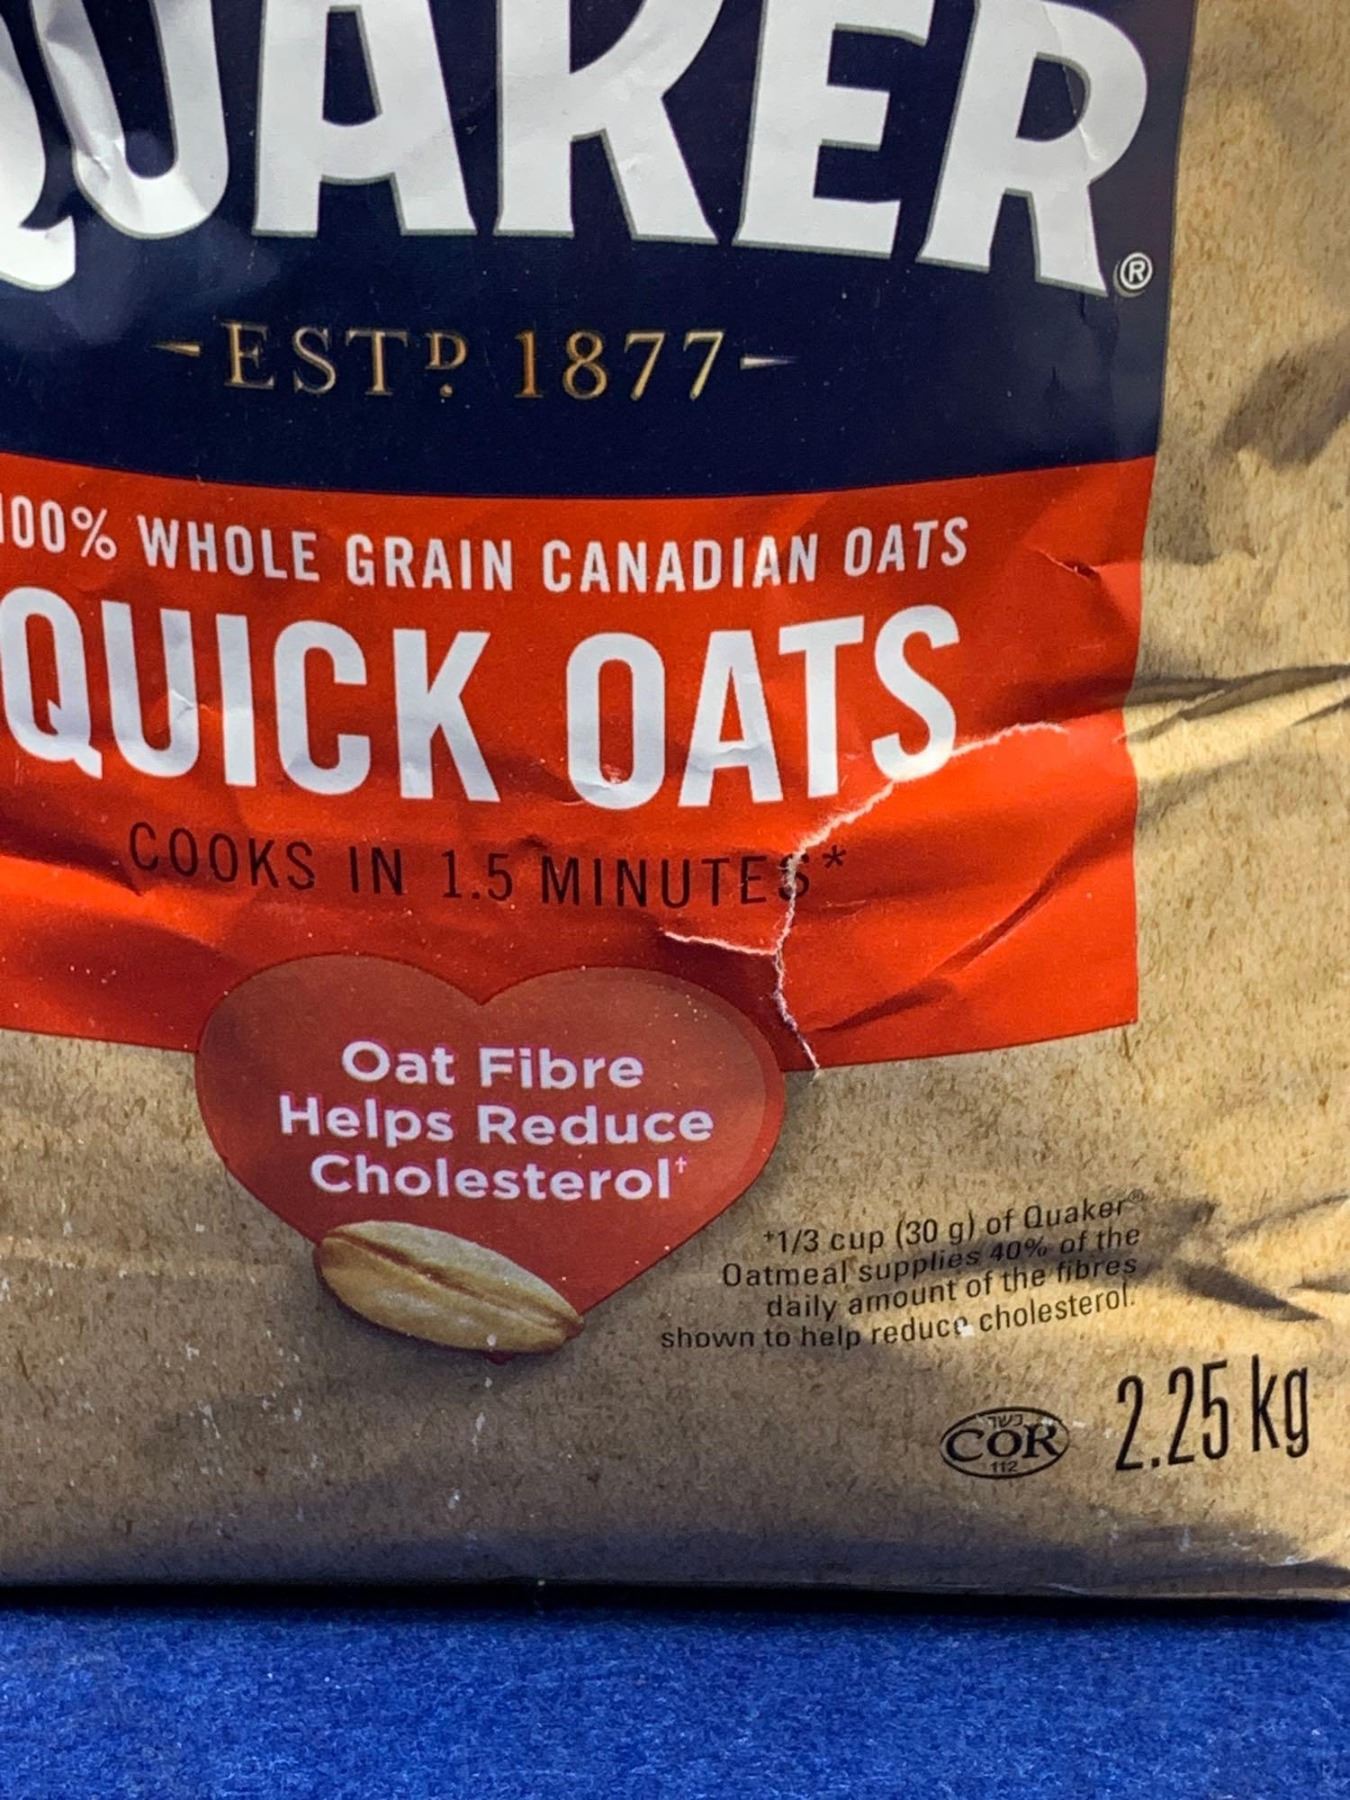 QUAKER®
-ESTD. 1877-
100% WHOLE GRAIN CANADIAN OATS
QUICK OATS
COOKS IN 1.5 MINUTES*
Oat Fibre
Helps Reduce
Cholesterol†
†1/3 cup (30 g) of Quaker®
Oatmeal supplies 40% of the
daily amount of the fibres
shown to help reduce cholesterol.
כשר
COR
112
2.25 kg